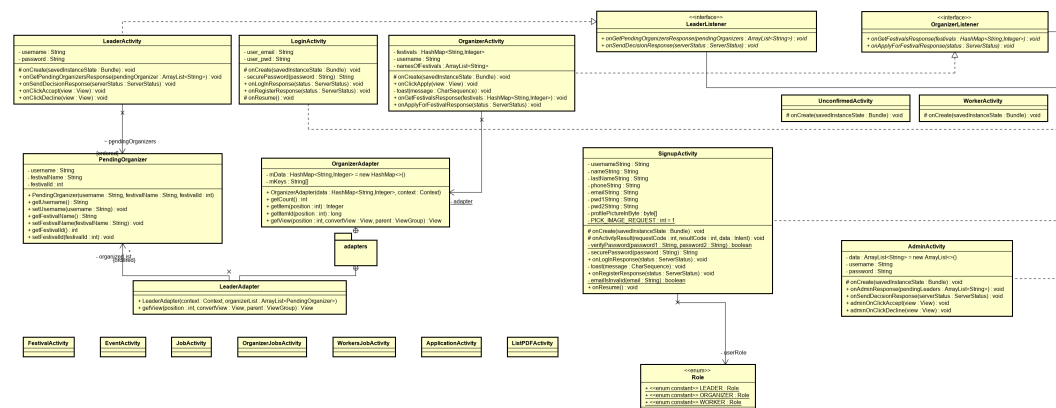 <<interface>>
LeaderListener
+ onGetPendingOrganizersResponse(pendingOrganizers : ArrayList<String>) : void
+ onSendDecisionResponse(serverStatus : ServerStatus) : void
<<interface>>
OrganizerListener
+ onGetFestivalsResponse(festivals : HashMap<String,Integer>) : void
+ onApplyForFestivalResponse(status : ServerStatus) : void
LeaderActivity
- username : String
- password : String
# onCreate(savedInstanceState : Bundle) : void
+ onGetPendingOrganizersResponse(pendingOrganizer : ArrayList<String>) : void
+ onSendDecisionResponse(serverStatus : ServerStatus) : void
+ onClickAccept(view : View) : void
+ onClickDecline(view : View) : void
LoginActivity
- user_email : String
- user_pwd : String
# onCreate(savedInstanceState : Bundle) : void
- securePassword(password : String) : String
+ onLogInResponse(status : ServerStatus) : void
+ onRegisterResponse(status : ServerStatus) : void
# onResume() : void
OrganizerActivity
- festivals : HashMap<String,Integer>
- username : String
- namesOfFestivals : ArrayList<String>
# onCreate(savedInstanceState : Bundle) : void
+ onClickApply(view : View) : void
- toast(message : CharSequence) : void
+ onGetFestivalsResponse(festivals : HashMap<String,Integer>) : void
+ onApplyForFestivalResponse(status : ServerStatus) : void
UnconfirmedActivity
# onCreate(savedInstanceState : Bundle) : void
WorkerActivity
# onCreate(savedInstanceState : Bundle) : void
~ pendingOrganizers
{ordered}
PendingOrganizer
- username : String
- festivalName : String
- festivalId : int
+ PendingOrganizer(username : String, festivalName : String, festivalId : int)
+ getUsername() : String
+ setUsername(username : String) : void
+ getFestivalName() : String
+ setFestivalName(festivalName : String) : void
+ getFestivalId() : int
+ setFestivalId(festivalId : int) : void
OrganizerAdapter
- mData : HashMap<String,Integer> = new HashMap<>()
- mKeys : String[]
+ OrganizerAdapter(data : HashMap<String,Integer>, context : Context)
+ getCount() : int
+ getItem(position : int) : Integer
+ getItemId(position : int) : long
+ getView(position : int, convertView : View, parent : ViewGroup) : View
- adapter
SignupActivity
- usernameString : String
- nameString : String
- lastNameString : String
- phoneString : String
- emailString : String
- pwd1String : String
- pwd2String : String
- profilePictureInByte : byte[]
- PICK_IMAGE_REQUEST : int = 1
# onCreate(savedInstanceState : Bundle) : void
# onActivityResult(requestCode : int, resultCode : int, data : Intent) : void
- verifyPassword(password1 : String, password2 : String) : boolean
- securePassword(password : String) : String
+ onLogInResponse(status : ServerStatus) : void
- toast(message : CharSequence) : void
+ onRegisterResponse(status : ServerStatus) : void
- emailIsInvalid(email : String) : boolean
+ onResume() : void
adapters
- organizerList *
{ordered}
LeaderAdapter
+ LeaderAdapter(context : Context, organizerList : ArrayList<PendingOrganizer>)
+ getView(position : int, convertView : View, parent : ViewGroup) : View
AdminActivity
- data : ArrayList<String> = new ArrayList<>()
- username : String
- password : String
# onCreate(savedInstanceState : Bundle) : void
+ onAdminResponse(pendingLeaders : ArrayList<String>) : void
+ onSendDecisionResponse(serverStatus : ServerStatus) : void
+ adminOnClickAccept(view : View) : void
+ adminOnClickDecline(view : View) : void
FestivalActivity
EventActivity
JobActivity
OrganizerJobsActivity
WorkersJobActivity
ApplicationActivity
ListPDFActivity
- userRole
<<enum>>
Role
+ <<enum constant>> LEADER : Role
+ <<enum constant>> ORGANIZER : Role
+ <<enum constant>> WORKER : Role